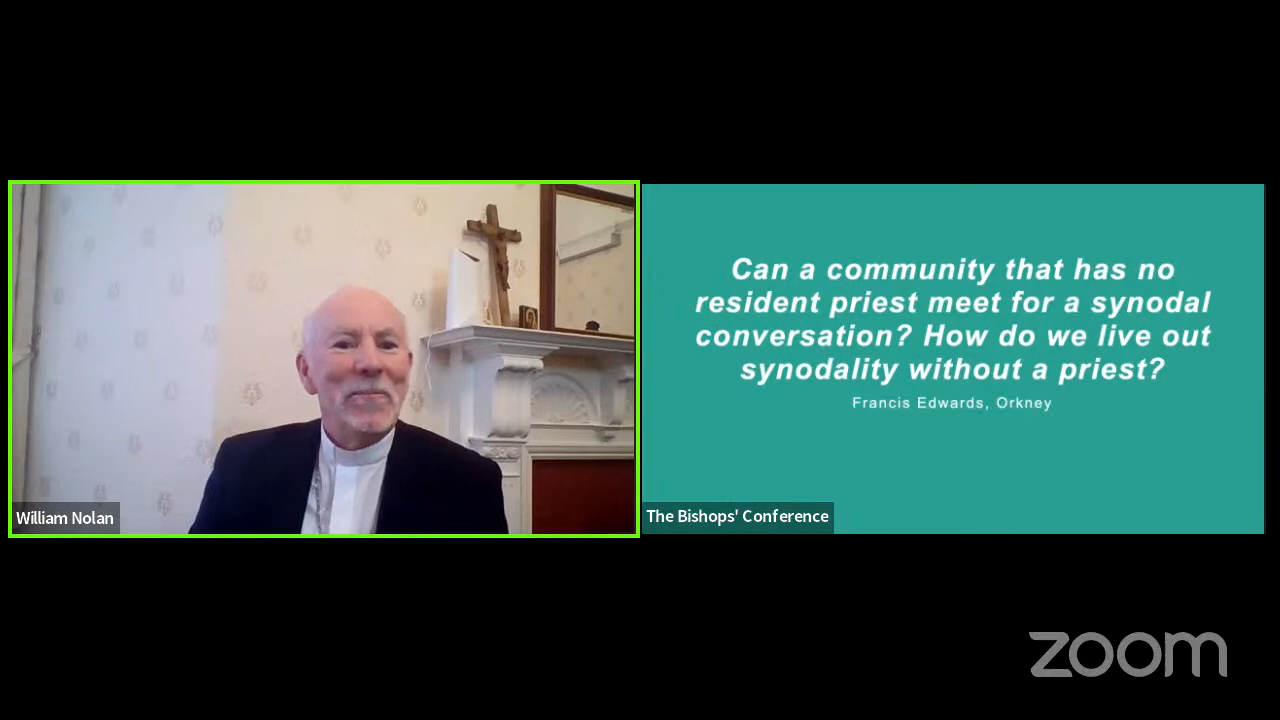 Can a community that has no
resident priest meet for a synodal
conversation? How do we live out
synodality without a priest?
Francis Edwards, Orkney
William Nolan
The Bishops' Conference
zoom